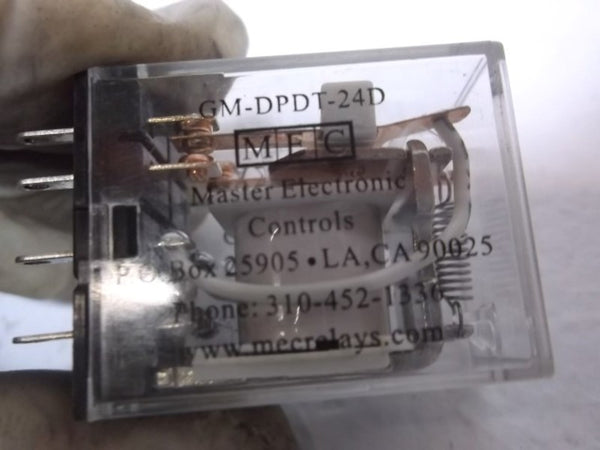 GM-DPDT-24D
MEC
Master Electronic
Controls
P.O. Box 25905 • LA, CA 90025
Phone: 310-452-1336
www.mecrelays.com